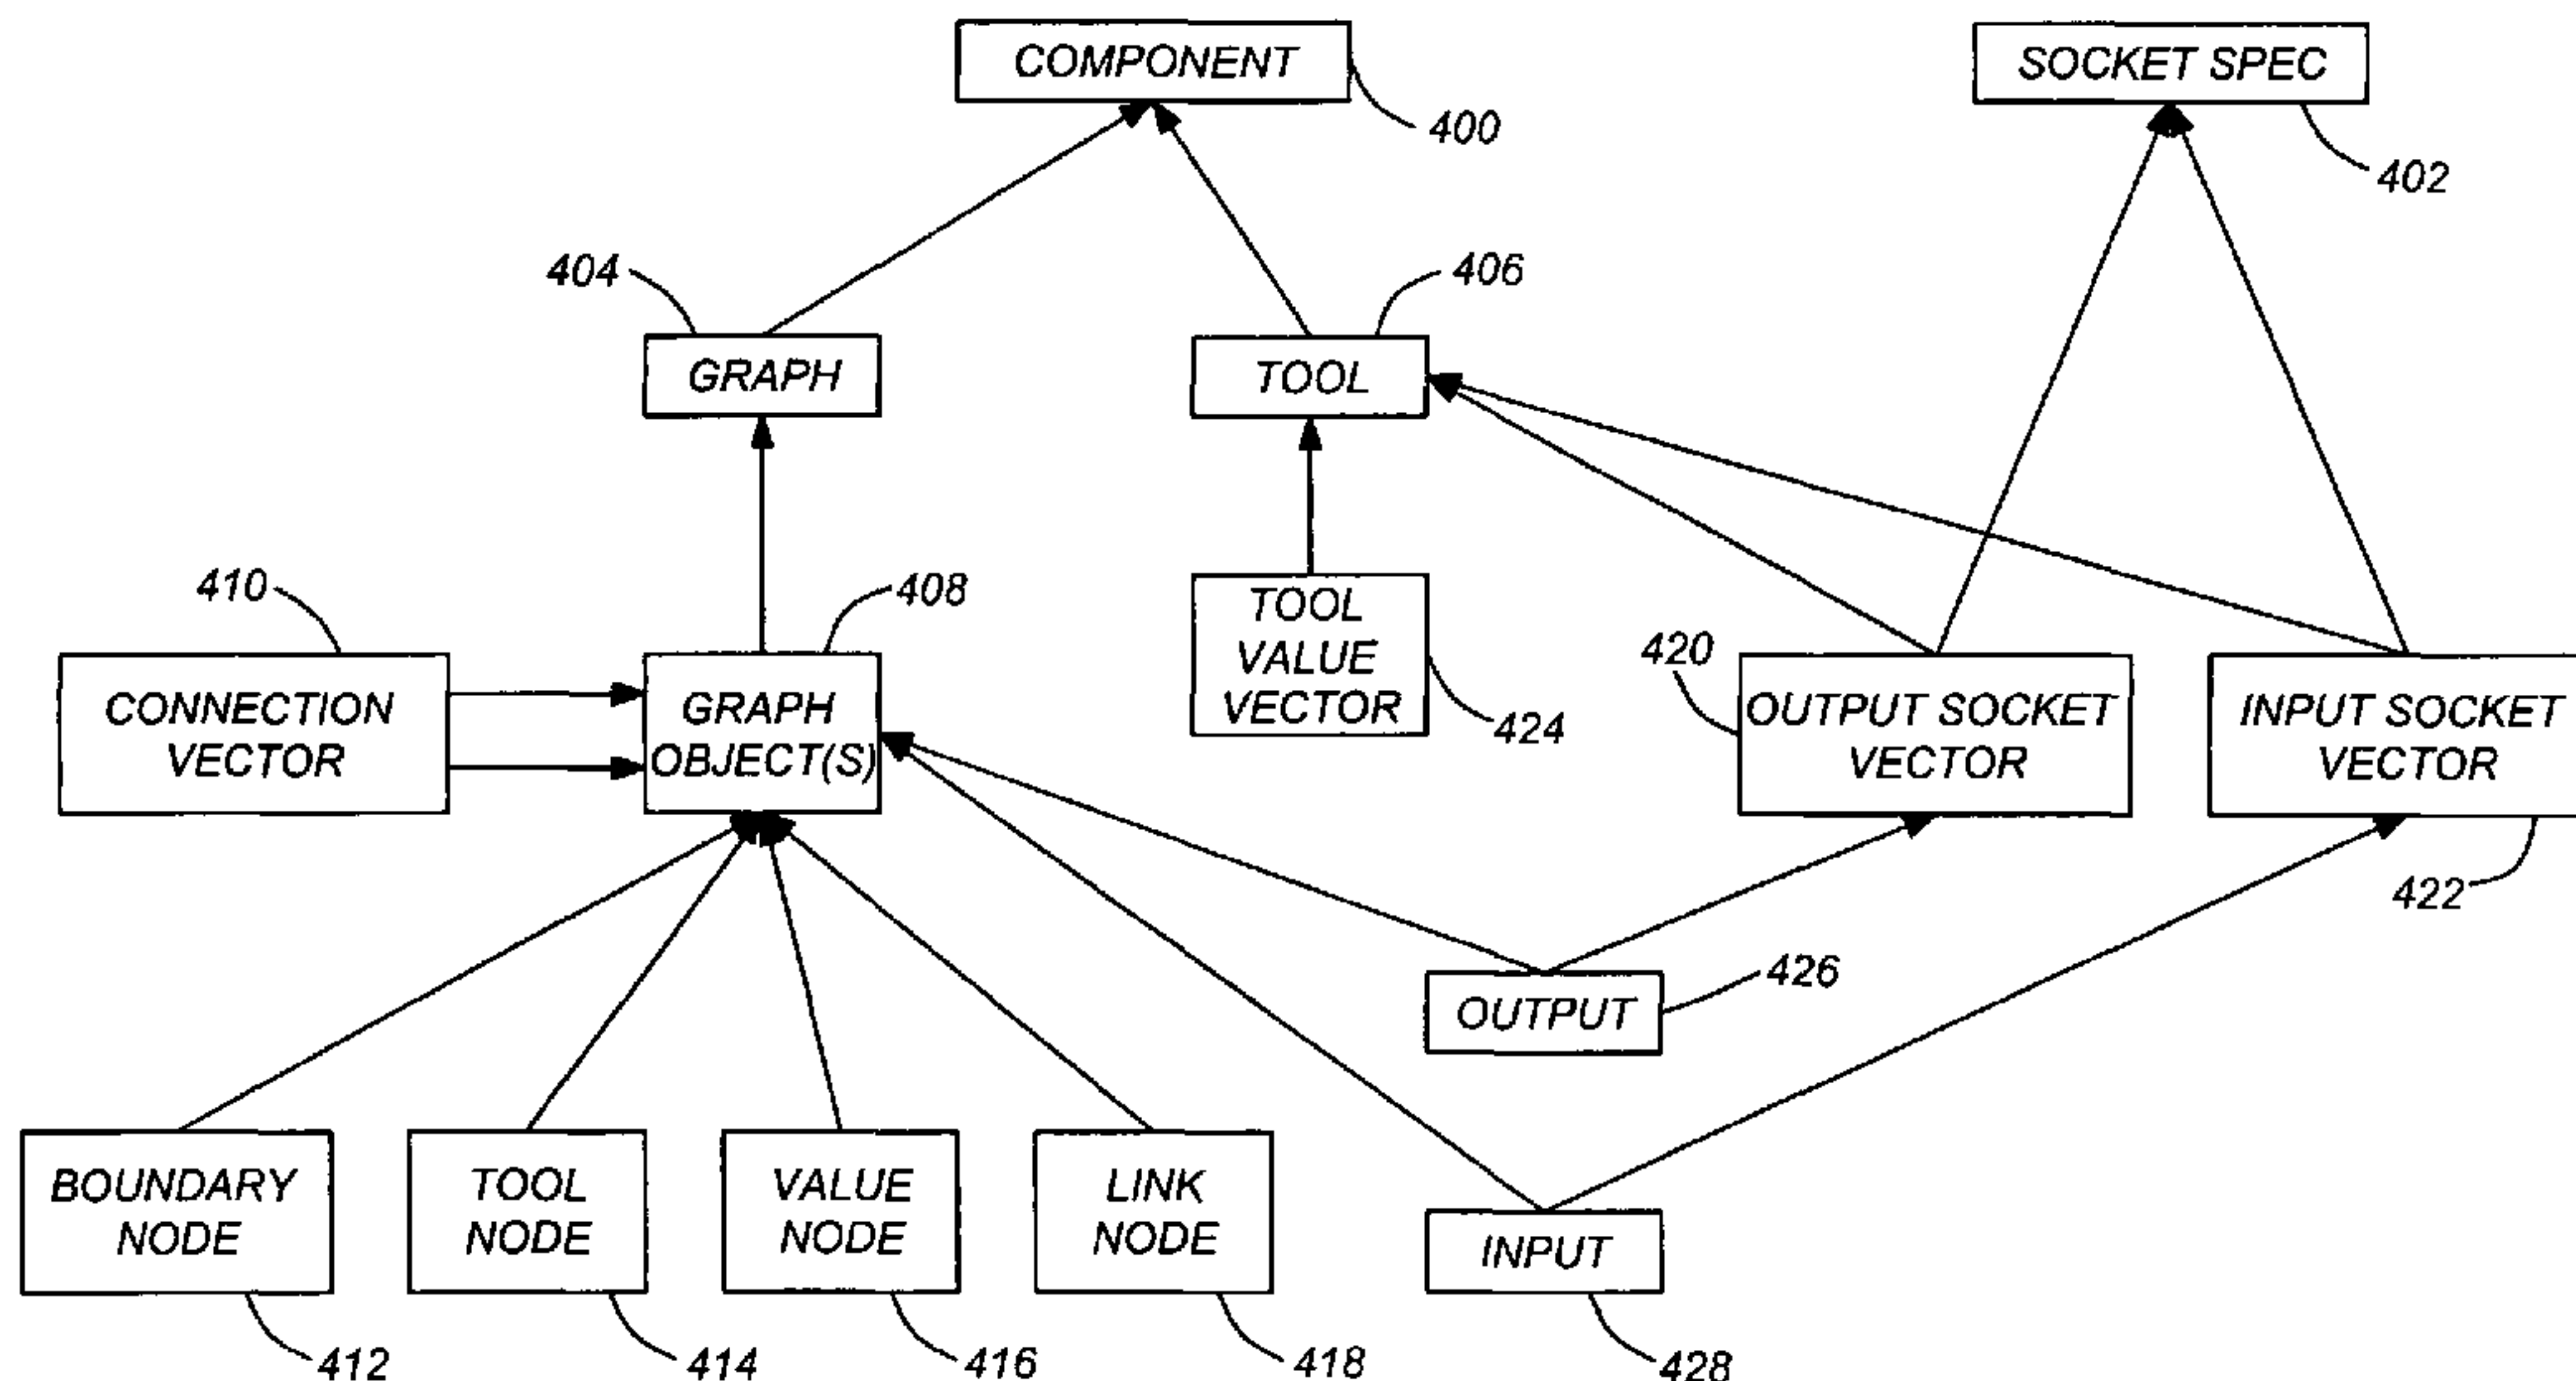 COMPONENT
SOCKET SPEC
400
402
404
406
GRAPH
TOOL
410
408
TOOL
VALUE
VECTOR
424
420
CONNECTION
VECTOR
GRAPH
OBJECT(S)
OUTPUT SOCKET
VECTOR
INPUT SOCKET
VECTOR
422
426
OUTPUT
BOUNDARY
NODE
TOOL
NODE
VALUE
NODE
LINK
NODE
INPUT
412
414
416
418
428